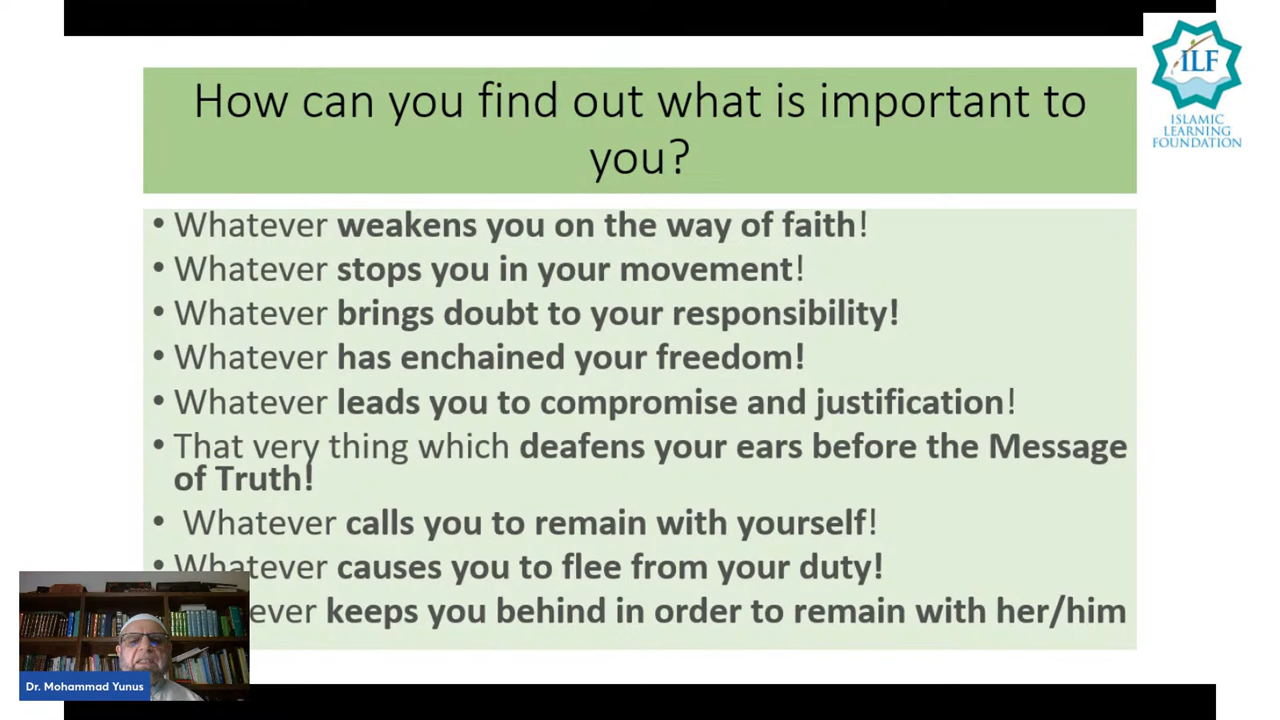 How can you find out what is important to
you?
ILF
ISLAMIC
LEARNING
FOUNDATION
• Whatever weakens you on the way of faith!
• Whatever stops you in your movement!
• Whatever brings doubt to your responsibility!
• Whatever has enchained your freedom!
• Whatever leads you to compromise and justification!
• That very thing which deafens your ears before the Message
of Truth!
• Whatever calls you to remain with yourself!
• Whatever causes you to flee from your duty!
keeps you behind in order to remain with her/him
Dr. Mohammad Yunus